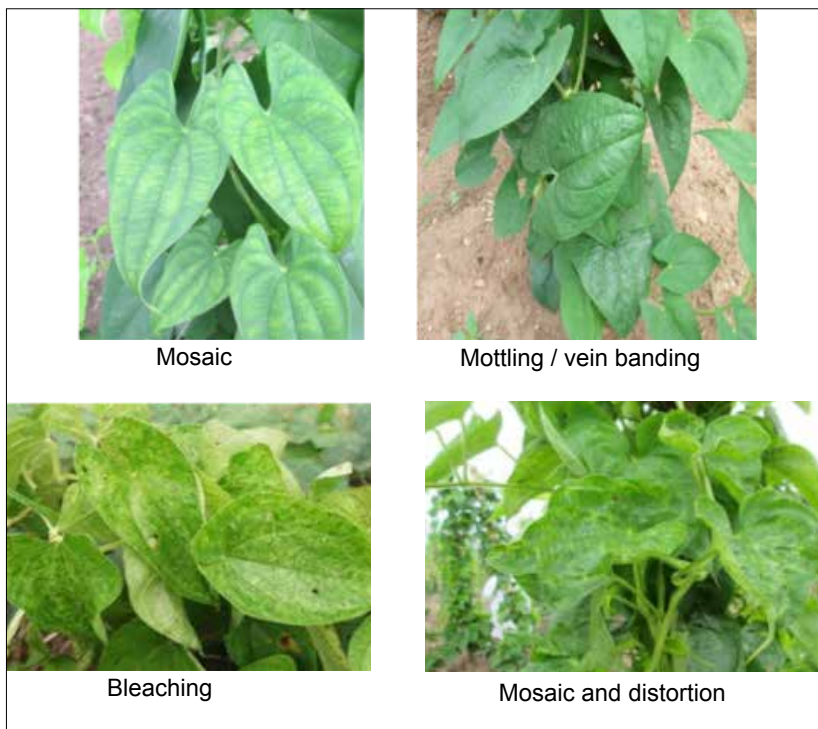 Mosaic
Mottling / vein banding
Bleaching
Mosaic and distortion